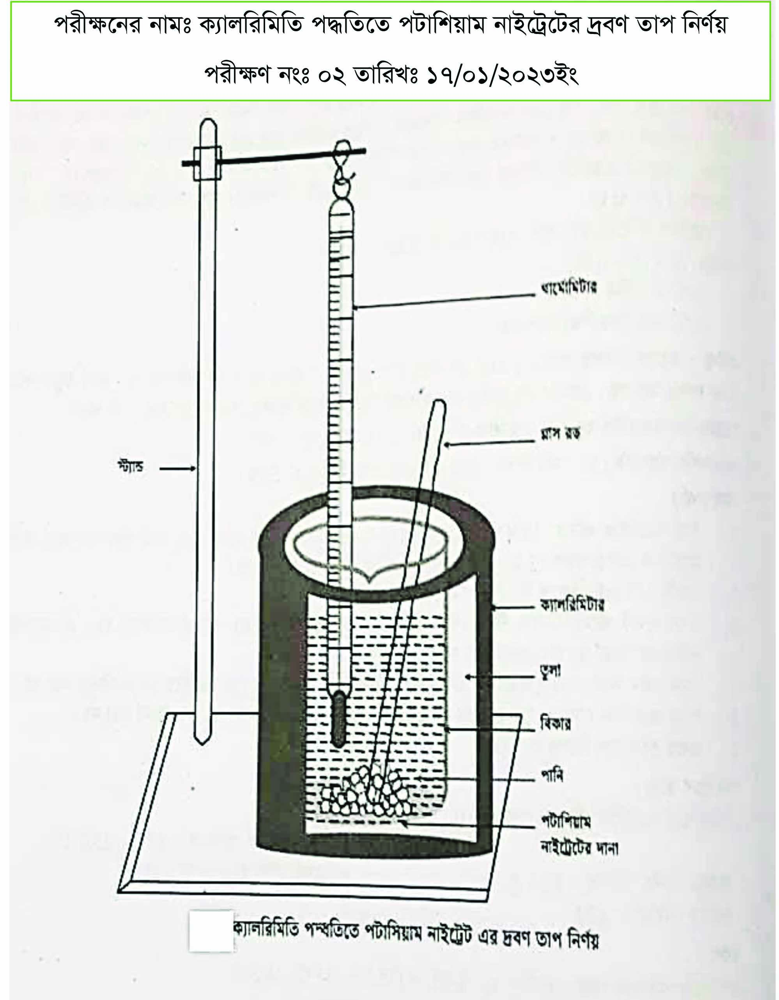 পরীক্ষনের নামঃ ক্যালরিমিতি পদ্ধতিতে পটাশিয়াম নাইট্রেটের দ্রবণ তাপ নির্ণয়
পরীক্ষণ নংঃ ০২ তারিখঃ ১৭/০১/২০২৩ইং
থার্মোমিটার
গ্লাস রড
স্ট্যান্ড
ক্যালরিমিটার
তুলা
বিকার
পানি
পটাশিয়াম
নাইট্রেটের দানা
ক্যালরিমিতি পদ্ধতিতে পটাসিয়াম নাইট্রেট এর দ্রবণ তাপ নির্ণয়